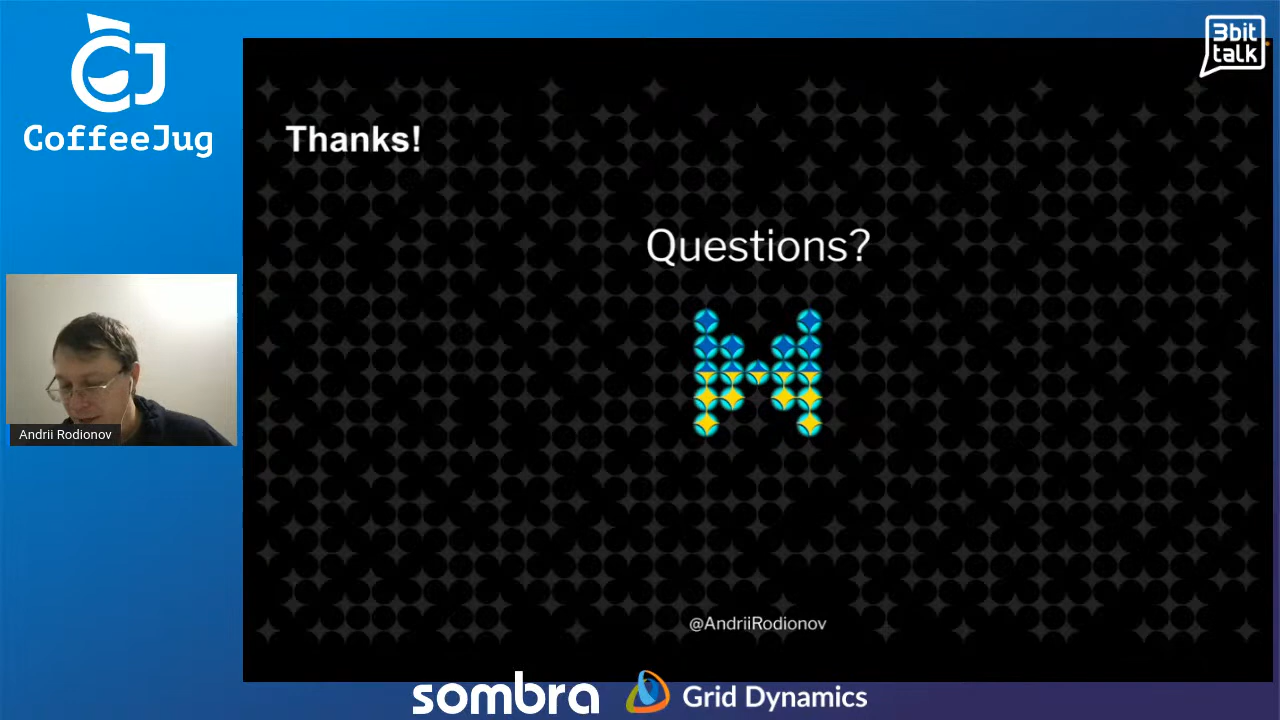 CoffeeJug
3bit
talk
Thanks!
Questions?
Andrii Rodionov
@AndriiRodionov
sombra
Grid Dynamics